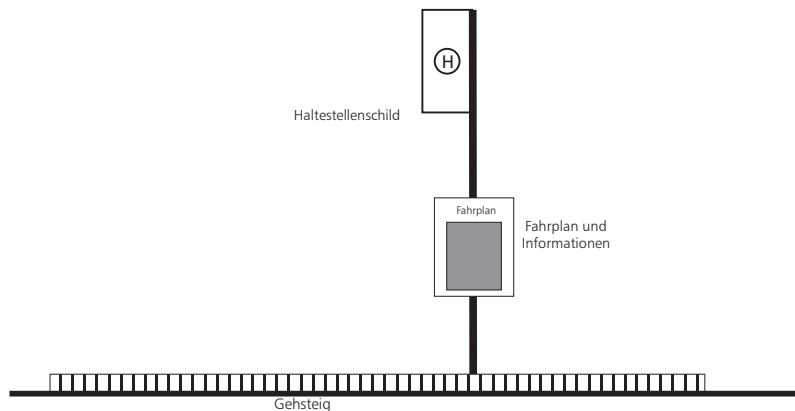 H
Haltestellenschild
Fahrplan
Fahrplan und
Informationen
Gehsteig